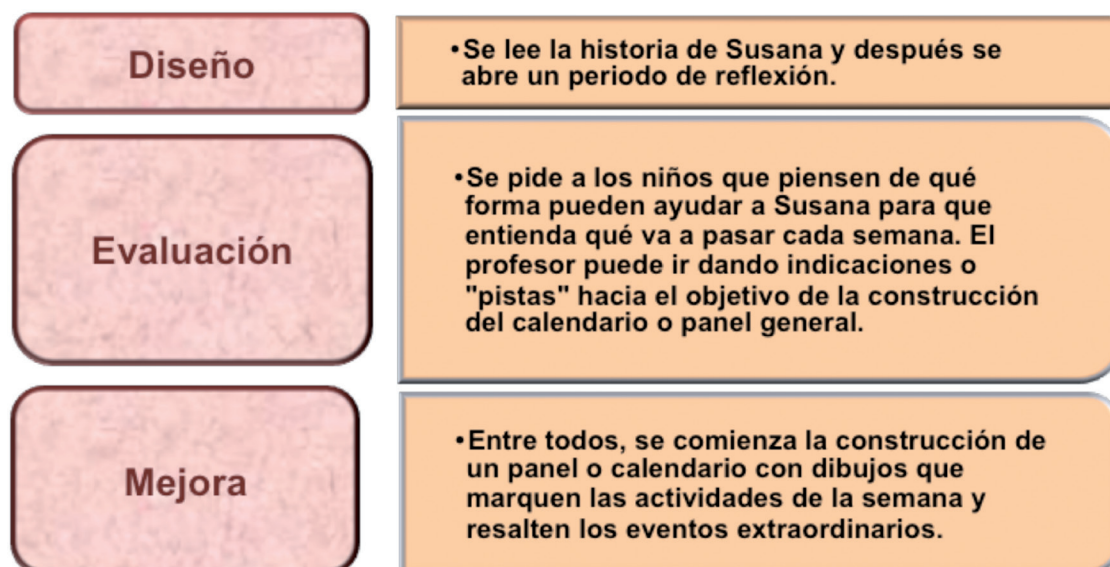 Diseño
•Se lee la historia de Susana y después se
abre un periodo de reflexión.
Evaluación
•Se pide a los niños que piensen de qué
forma pueden ayudar a Susana para que
entienda qué va a pasar cada semana. El
profesor puede ir dando indicaciones o
"pistas" hacia el objetivo de la construcción
del calendario o panel general.
Mejora
•Entre todos, se comienza la construcción de
un panel o calendario con dibujos que
marquen las actividades de la semana y
resalten los eventos extraordinarios.